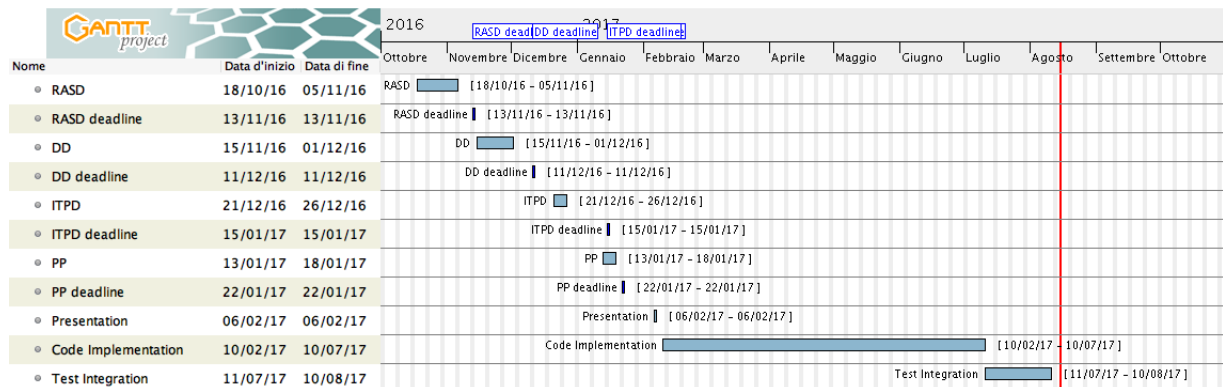 GANTT project
2016 2017
RASD deadl DD deadline ITPD deadline
Nome Data d'inizio Data di fine Ottobre Novembre Dicembre Gennaio Febbraio Marzo Aprile Maggio Giugno Luglio Agosto Settembre Ottobre
RASD 18/10/16 05/11/16 RASD [18/10/16 - 05/11/16]
RASD deadline 13/11/16 13/11/16 RASD deadline [13/11/16 - 13/11/16]
DD 15/11/16 01/12/16 DD [15/11/16 - 01/12/16]
DD deadline 11/12/16 11/12/16 DD deadline [11/12/16 - 11/12/16]
ITPD 21/12/16 26/12/16 ITPD [21/12/16 - 26/12/16]
ITPD deadline 15/01/17 15/01/17 ITPD deadline [15/01/17 - 15/01/17]
PP 13/01/17 18/01/17 PP [13/01/17 - 18/01/17]
PP deadline 22/01/17 22/01/17 PP deadline [22/01/17 - 22/01/17]
Presentation 06/02/17 06/02/17 Presentation [06/02/17 - 06/02/17]
Code Implementation 10/02/17 10/07/17 Code Implementation [10/02/17 - 10/07/17]
Test Integration 11/07/17 10/08/17 Test Integration [11/07/17 - 10/08/17]